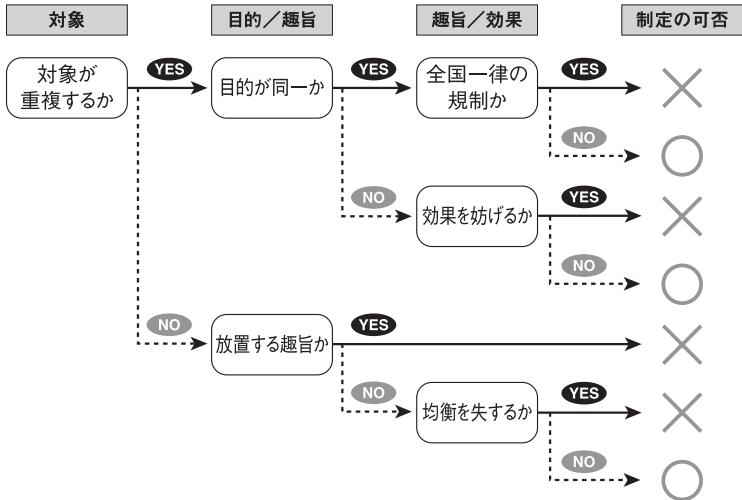 対象
目的／趣旨
趣旨／効果
制定の可否
対象が
重複するか
YES
目的が同一か
YES
全国一律の
規制か
YES
NO
NO
効果を妨げるか
YES
NO
NO
放置する趣旨か
YES
NO
均衡を失するか
YES
NO